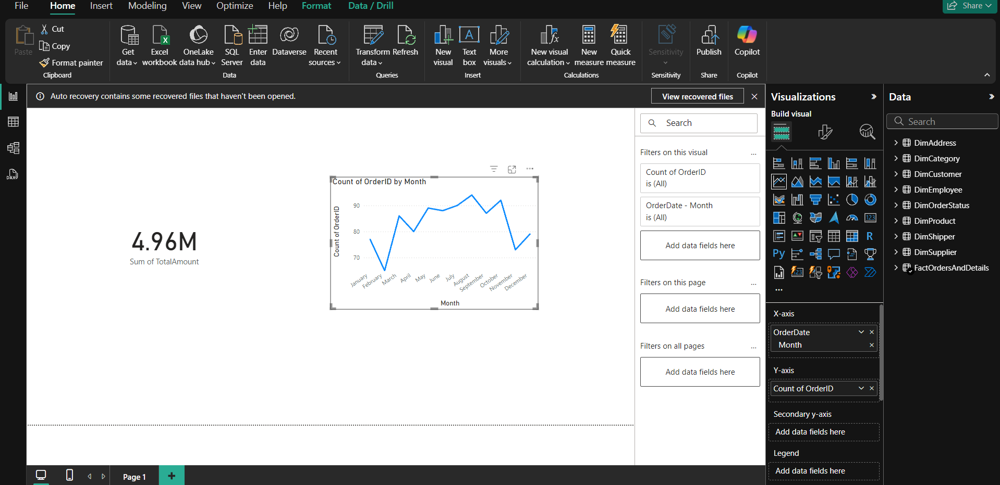 File Home Insert Modeling View Optimize Help Format Data / Drill
Share
Paste
Cut
Copy
Format painter
Clipboard
Get data
Excel workbook
OneLake data hub
SQL Server
Enter data
Dataverse
Recent sources
Data
Transform data
Refresh
Queries
New visual
Text box
More visuals
Insert
New visual calculation
New measure
Quick measure
Calculations
Sensitivity
Sensitivity
Publish
Share
Copilot
Copilot
Auto recovery contains some recovered files that haven't been opened.
View recovered files
4.96M
Sum of TotalAmount
Count of OrderID by Month
Count of OrderID
90
80
70
January
February
March
April
May
June
July
August
September
October
November
December
Month
Search
Filters on this visual
...
Count of OrderID
is (All)
OrderDate - Month
is (All)
Add data fields here
Filters on this page
...
Add data fields here
Filters on all pages
...
Add data fields here
Visualizations
Build visual
123
R
Py
123
...
X-axis
OrderDate
Month
Y-axis
Count of OrderID
Secondary y-axis
Add data fields here
Legend
Add data fields here
Data
Search
DimAddress
DimCategory
DimCustomer
DimEmployee
DimOrderStatus
DimProduct
DimShipper
DimSupplier
FactOrdersAndDetails
DAX
Page 1